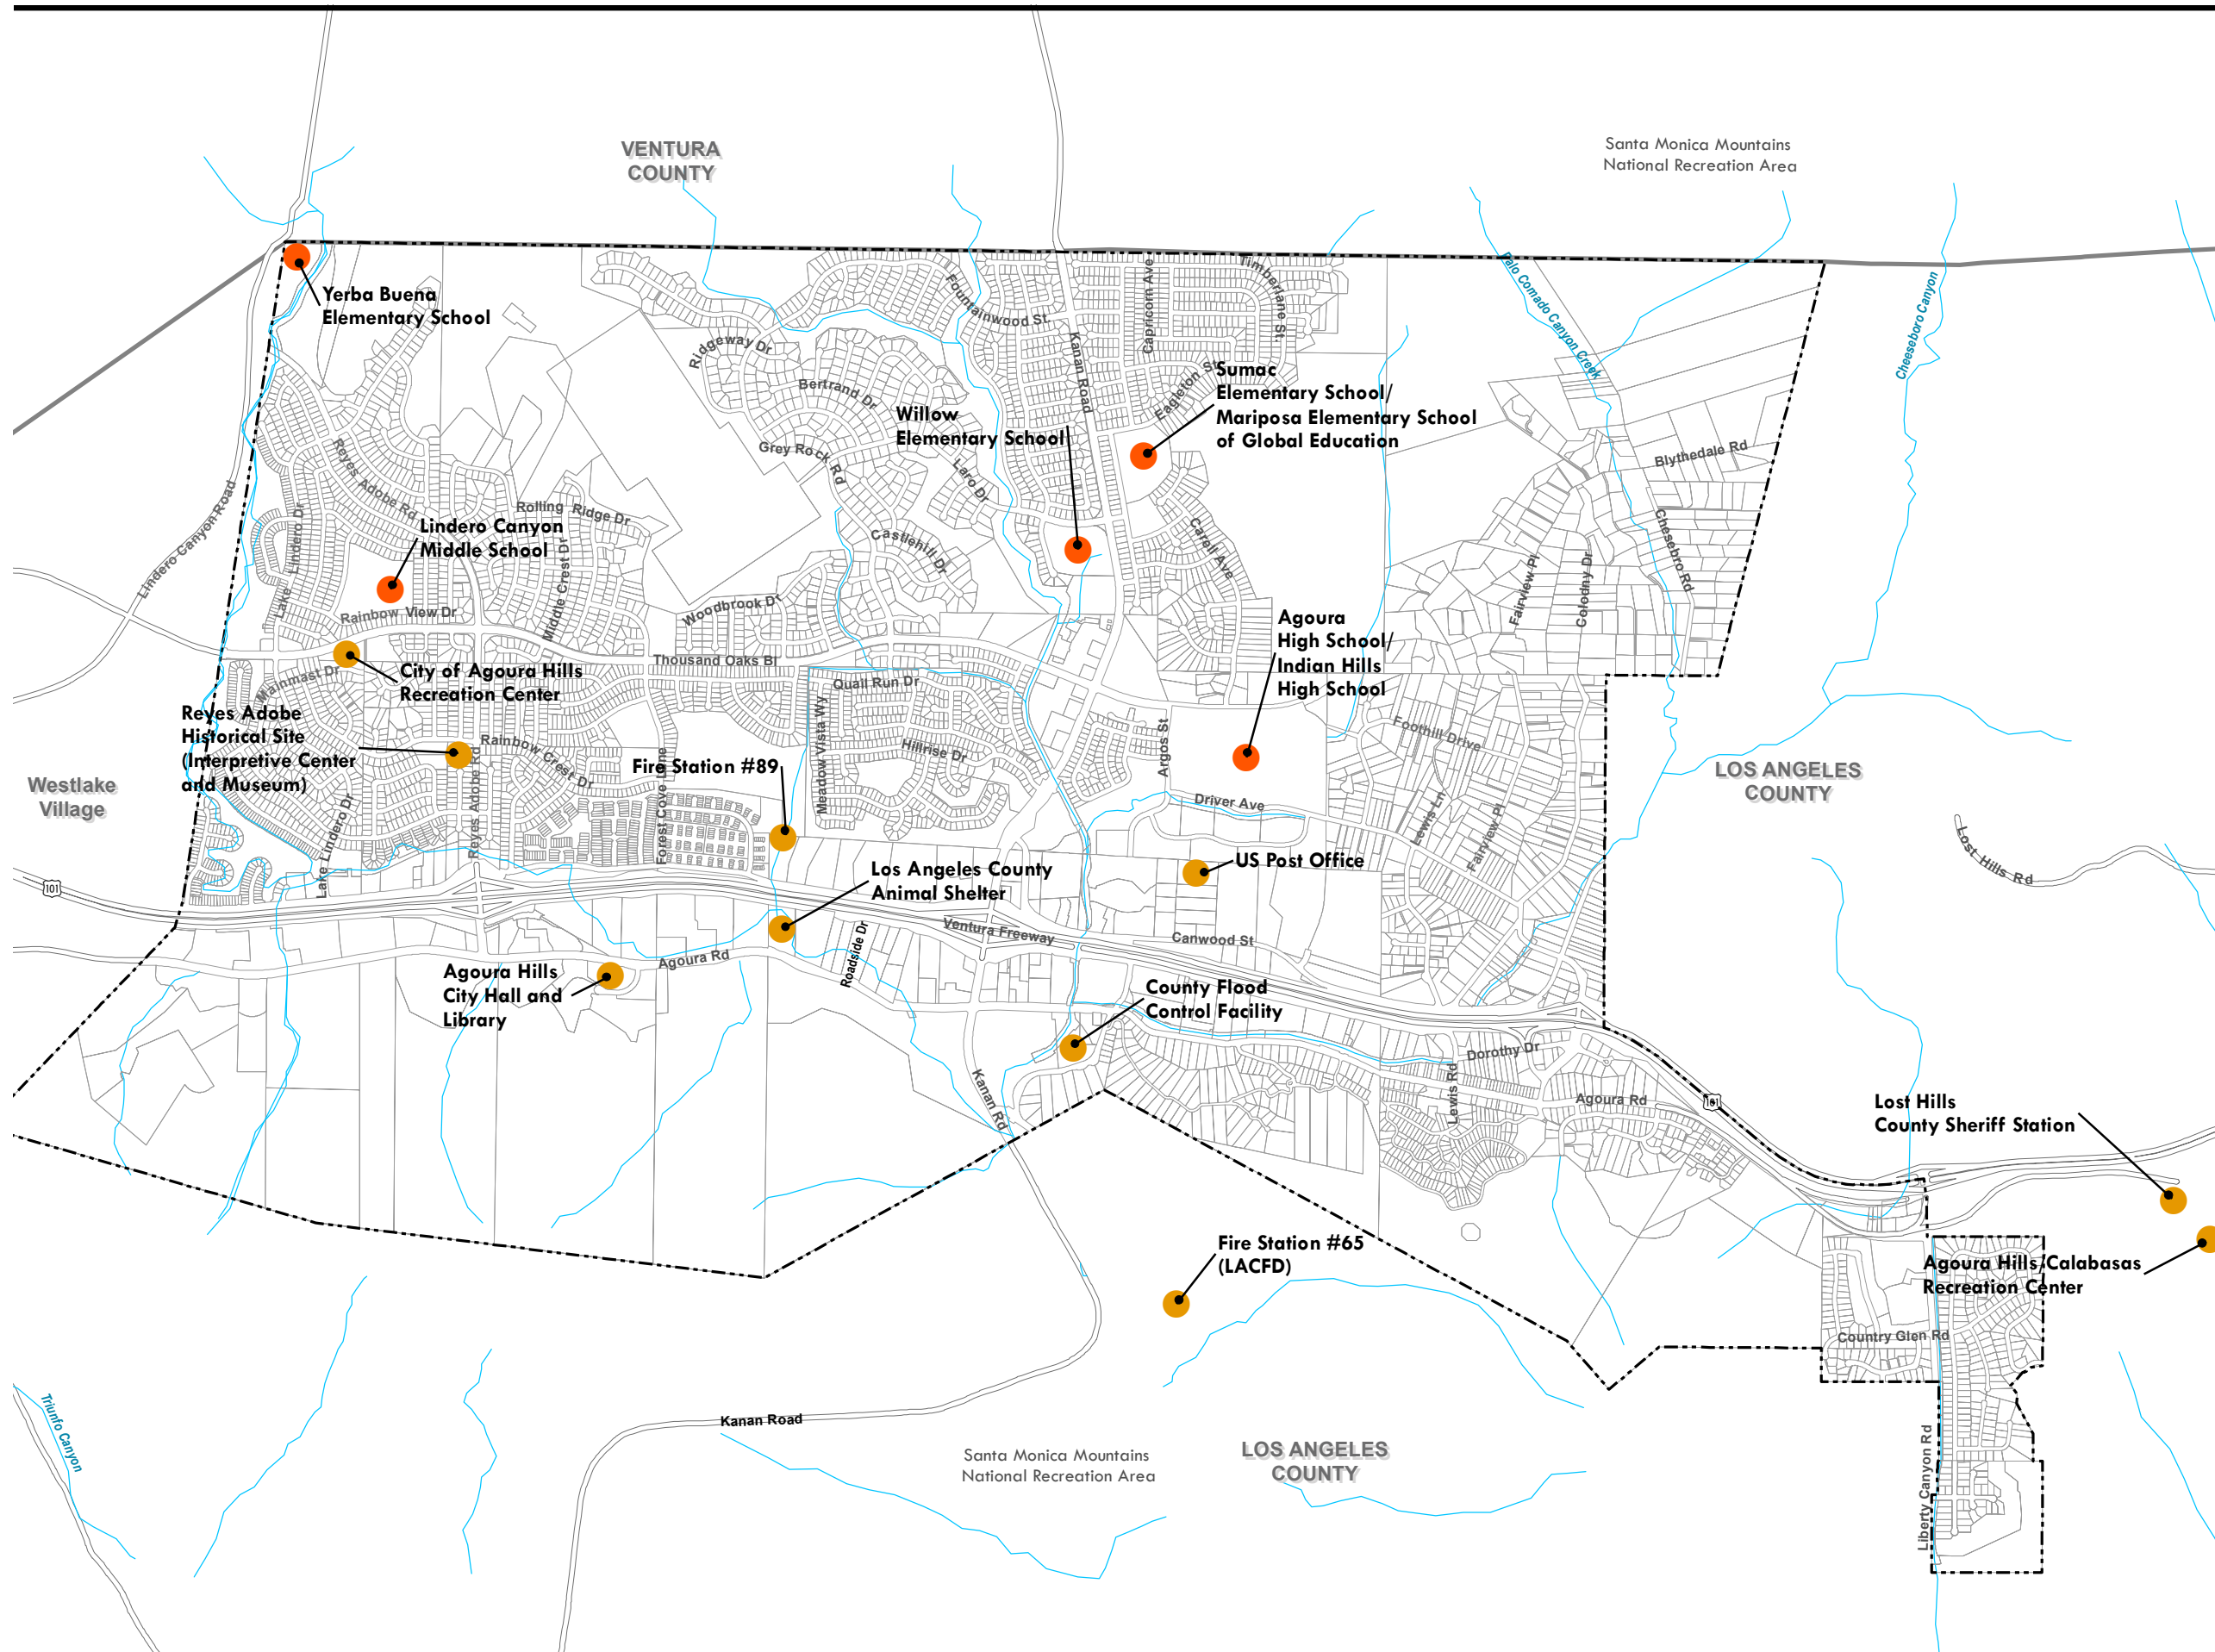 VENTURA
COUNTY
Santa Monica Mountains
National Recreation Area
Palo Comado Canyon Creek
Cheeseboro Canyon
Yerba Buena
Elementary School
Lindero Canyon Road
Ridgeway Dr
Fountainwood St.
Kanan Road
Capricorn Ave
Timberlane St.
Eagleton St
Sumac
Elementary School/
Mariposa Elementary School
of Global Education
Bertrand Dr
Willow
Elementary School
Grey Rock Rd
Laro Dr
Reyes Adobe Rd
Rolling Ridge Dr
Blythedale Rd
Lindero Canyon
Middle School
Lake Lindero Dr
Middle Crest Dr
Castlehill Dr
Carell Ave
Chesebro Rd
Fairview Pl
Colodny Dr
Rainbow View Dr
Woodbrook Dr
Agoura
High School/
Indian Hills
High School
Thousand Oaks Bl
City of Agoura Hills
Recreation Center
Mainmast Dr
Quail Run Dr
Reyes Adobe
Historical Site
(Interpretive Center
and Museum)
Rainbow Crest Dr
Reyes Adobe Rd
Forest Cove Lane
Meadow Vista Wy
Hillrise Dr
Argos St
Foothill Drive
Fire Station #89
Westlake
Village
LOS ANGELES
COUNTY
Driver Ave
Lewis Ln
Fairview Pl
Lake Lindero Dr
Lost Hills Rd
US Post Office
Los Angeles County
Animal Shelter
101
Ventura Freeway
Canwood St
Roadside Dr
Agoura Rd
Agoura Hills
City Hall and
Library
County Flood
Control Facility
Dorothy Dr
Lewis Rd
Agoura Rd
Kanan Rd
101
Lost Hills
County Sheriff Station
Fire Station #65
(LACFD)
Agoura Hills/Calabasas
Recreation Center
Country Glen Rd
Triunfo Canyon
Kanan Road
Santa Monica Mountains
National Recreation Area
LOS ANGELES
COUNTY
Liberty Canyon Rd